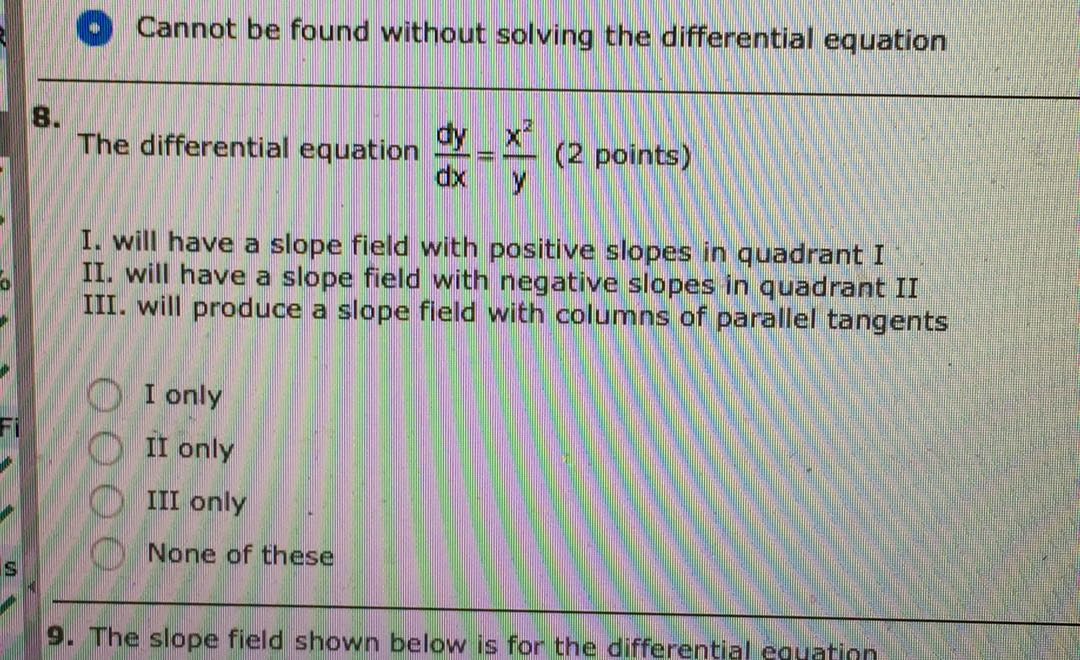 Cannot be found without solving the differential equation
8.
The differential equation dy/dx = x²/y (2 points)
I. will have a slope field with positive slopes in quadrant I
II. will have a slope field with negative slopes in quadrant II
III. will produce a slope field with columns of parallel tangents
I only
Fi
II only
III only
None of these
s
9. The slope field shown below is for the differential equation